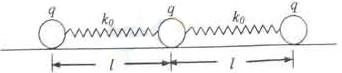 q q q
k₀ k₀
l l